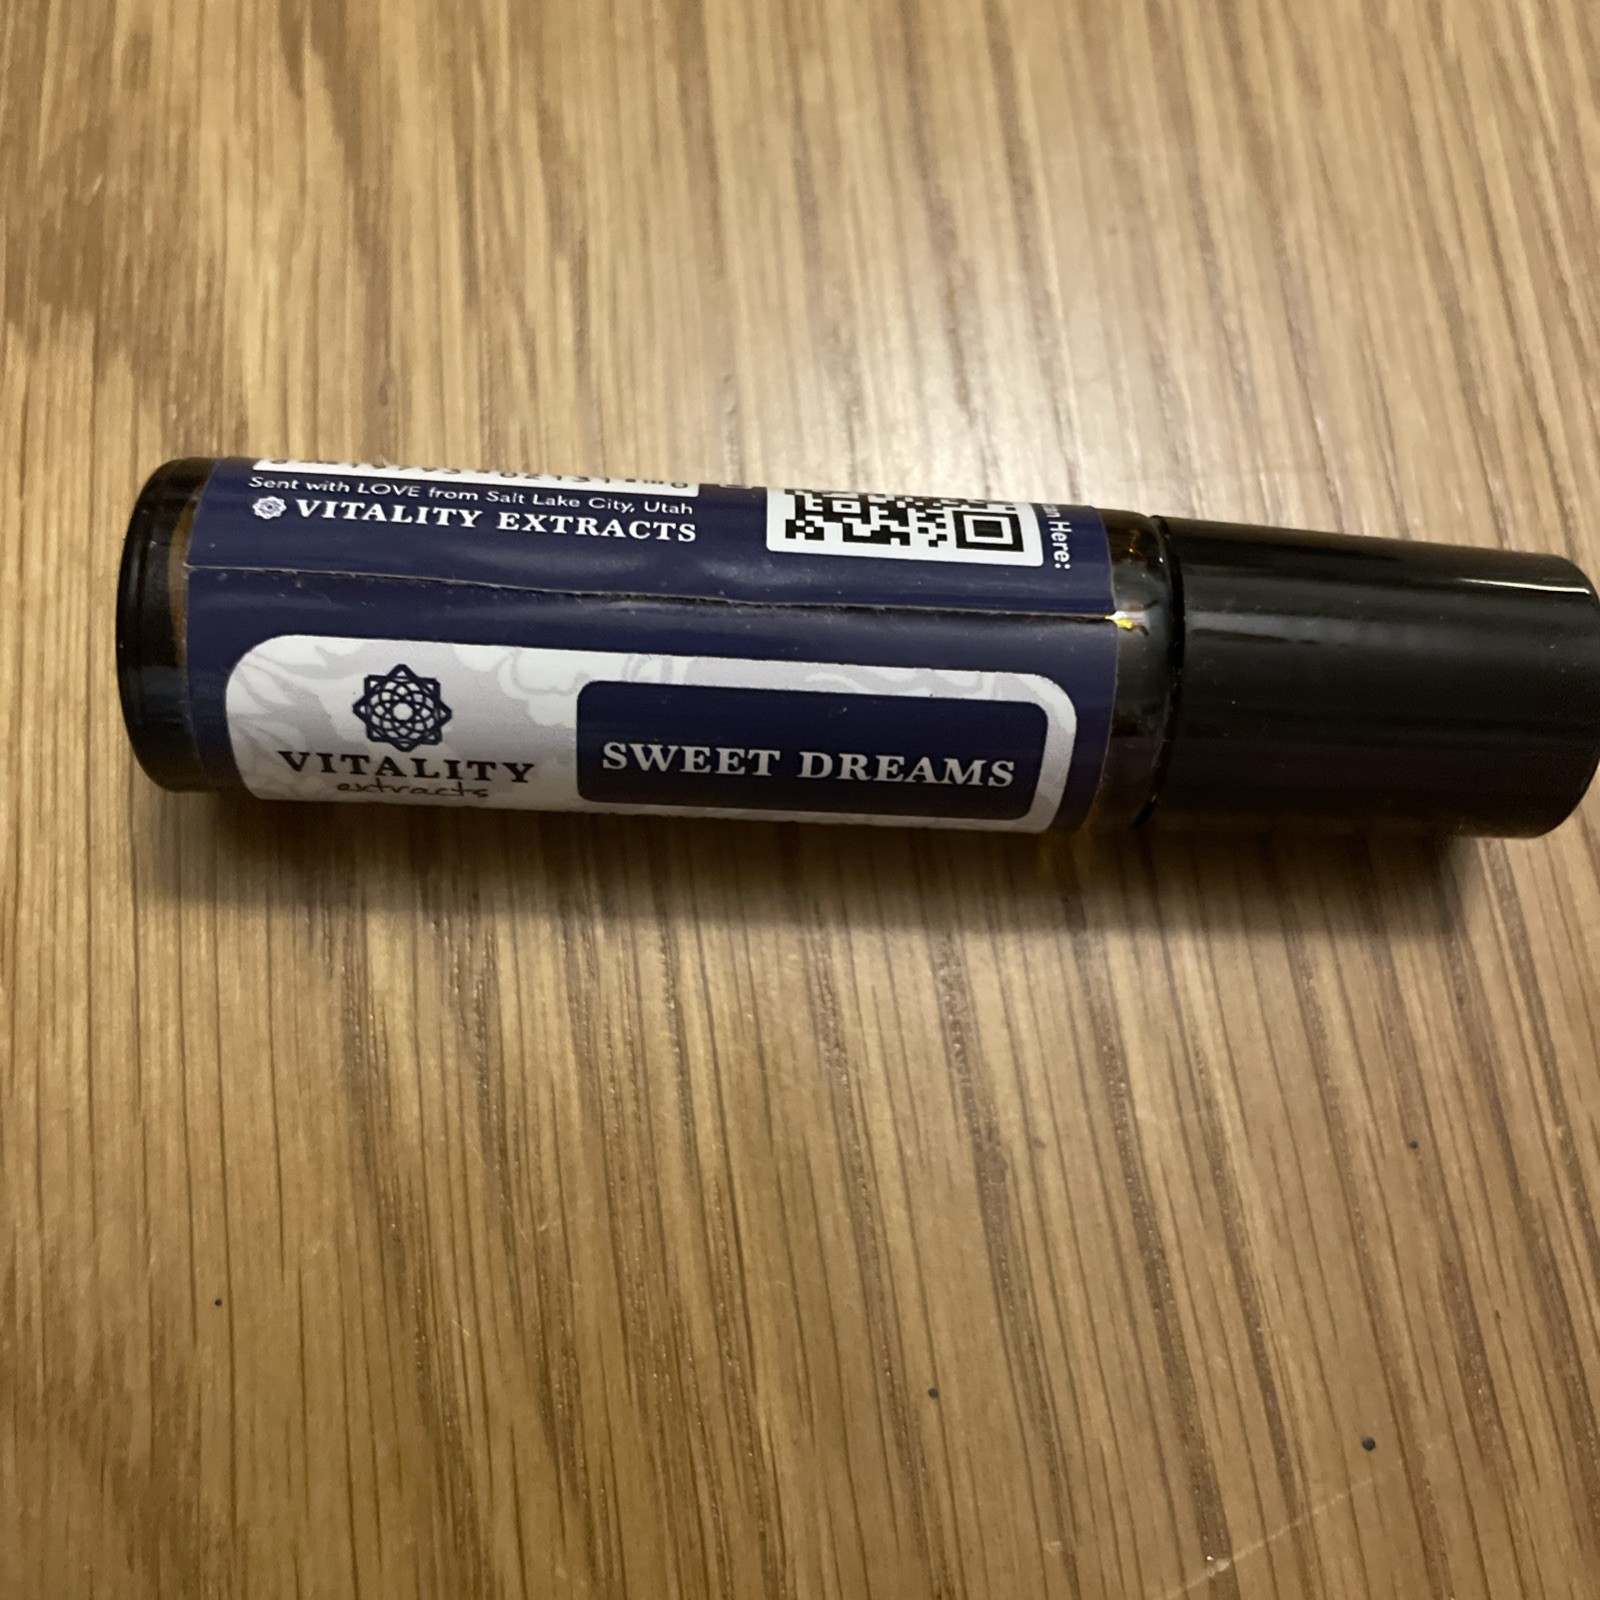 Sent with LOVE from Salt Lake City, Utah
VITALITY EXTRACTS
Here:
VITALITY
extracts
SWEET DREAMS